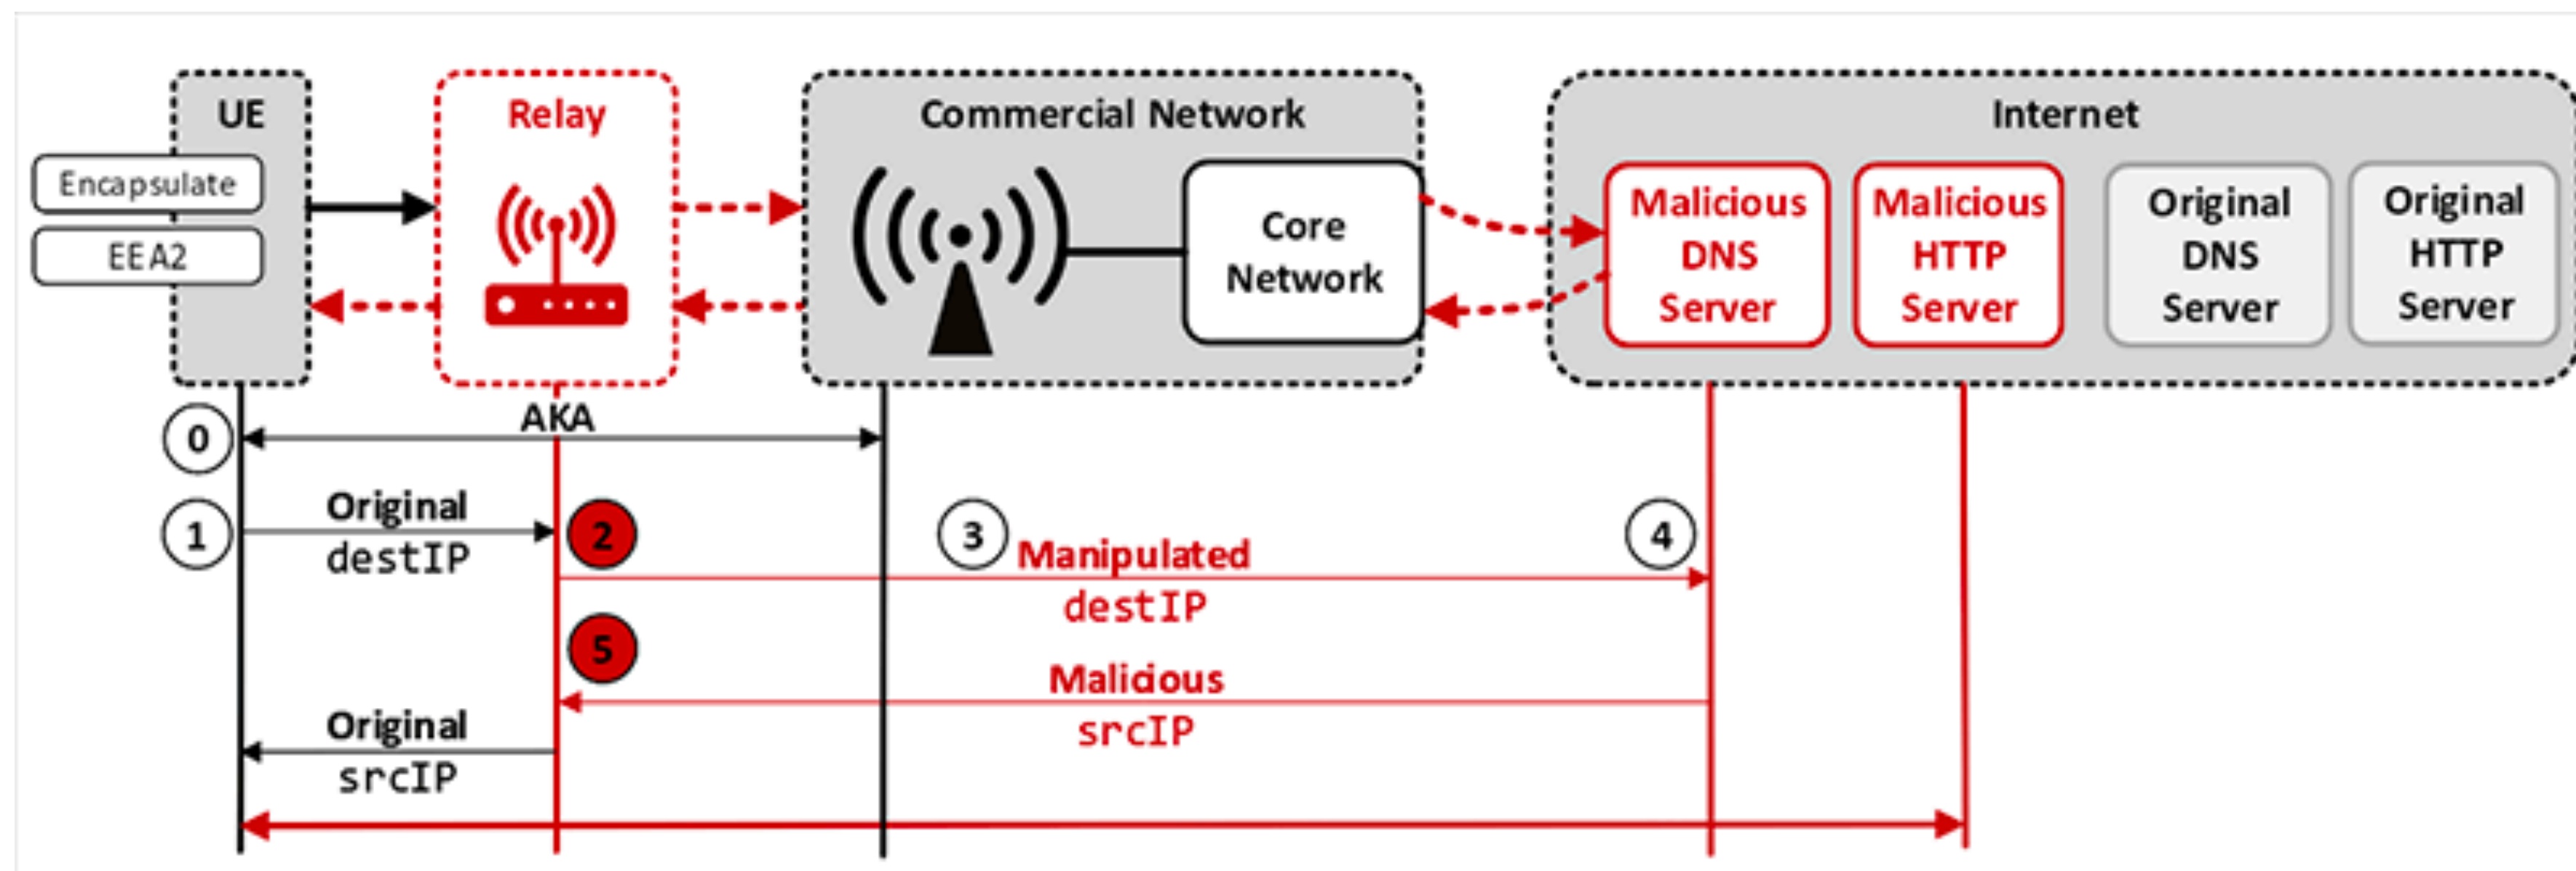 UE
Relay
Commercial Network
Internet
Encapsulate
EEA2
Core
Network
Malicious
DNS
Server
Malicious
HTTP
Server
Original
DNS
Server
Original
HTTP
Server
AKA
0
1
Original
destIP
2
3
Manipulated
destIP
4
5
Malicious
srcIP
Original
srcIP